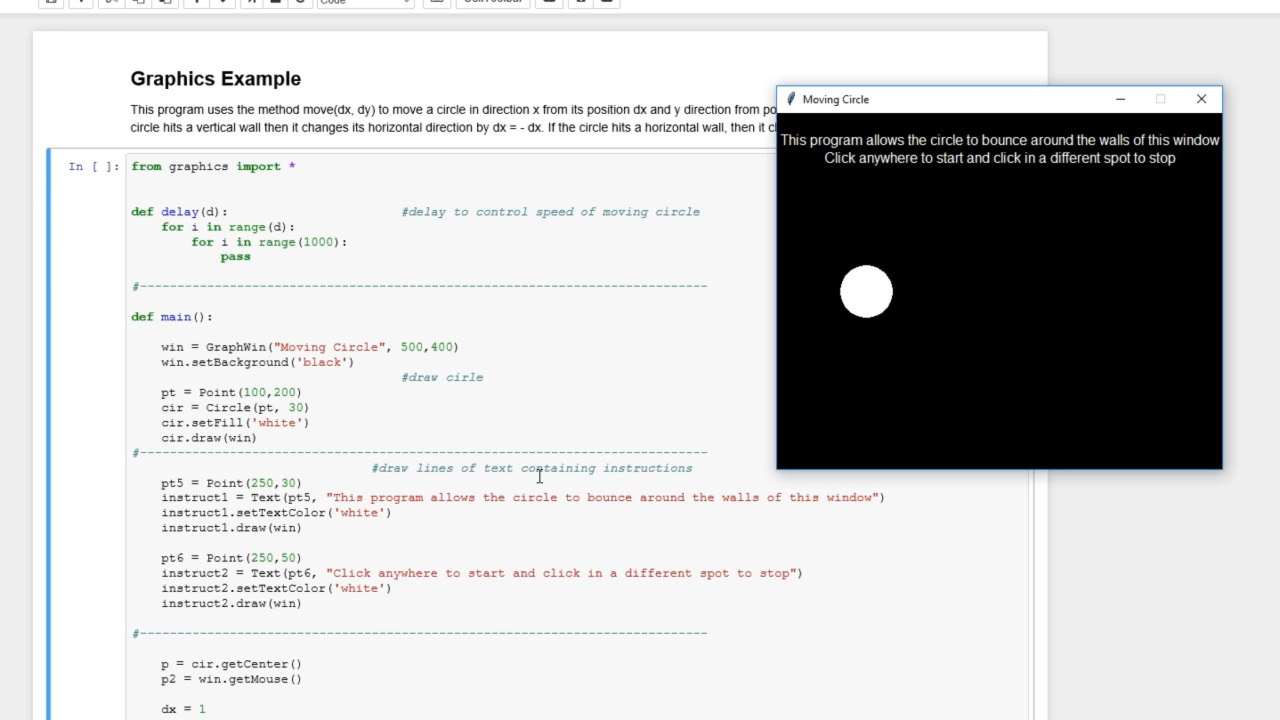 Code
CellToolbar
Graphics Example
This program uses the method move(dx, dy) to move a circle in direction x from its position dx and y direction from
circle hits a vertical wall then it changes its horizontal direction by dx = - dx. If the circle hits a horizontal wall, then it
In [ ]:
from graphics import *
def delay(d): #delay to control speed of moving circle
for i in range(d):
for i in range(1000):
pass
#----------------------------------------------------------------------------
def main():
win = GraphWin("Moving Circle", 500,400)
win.setBackground('black')
#draw cirle
pt = Point(100,200)
cir = Circle(pt, 30)
cir.setFill('white')
cir.draw(win)
#----------------------------------------------------------------------------
#draw lines of text containing instructions
pt5 = Point(250,30)
instruct1 = Text(pt5, "This program allows the circle to bounce around the walls of this window")
instruct1.setTextColor('white')
instruct1.draw(win)
pt6 = Point(250,50)
instruct2 = Text(pt6, "Click anywhere to start and click in a different spot to stop")
instruct2.setTextColor('white')
instruct2.draw(win)
#----------------------------------------------------------------------------
p = cir.getCenter()
p2 = win.getMouse()
dx = 1
Moving Circle
This program allows the circle to bounce around the walls of this window
Click anywhere to start and click in a different spot to stop